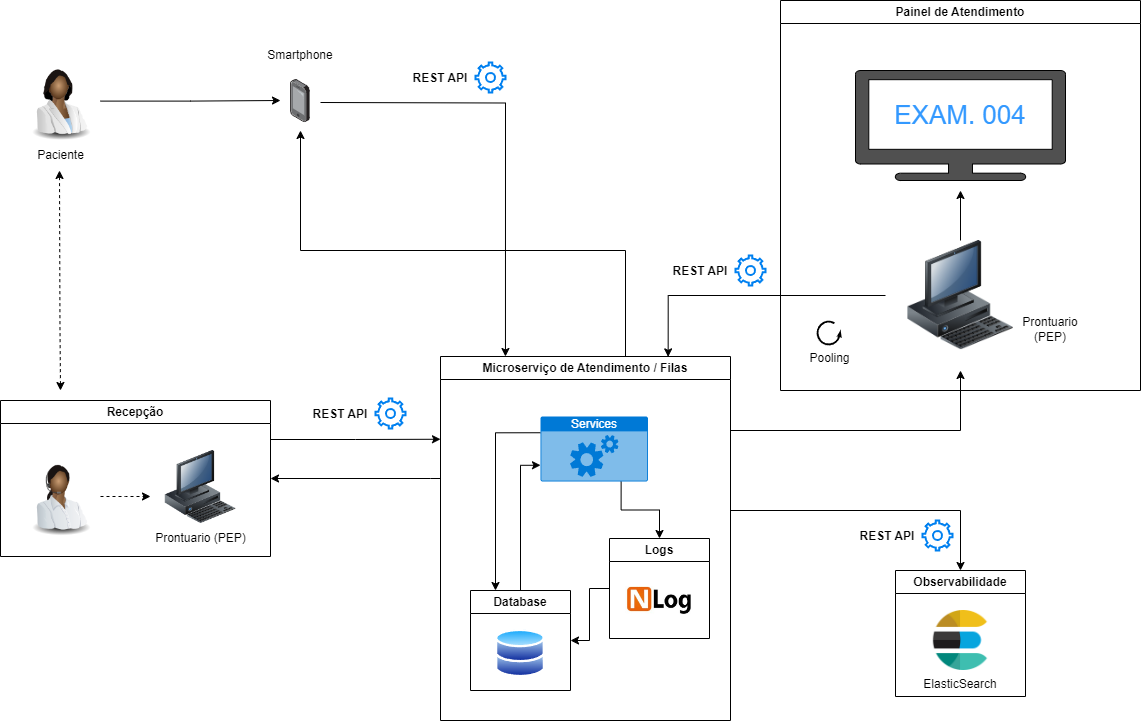 Painel de Atendimento
Smartphone
REST API
EXAM. 004
Paciente
REST API
Prontuario
(PEP)
Pooling
Microserviço de Atendimento / Filas
Recepção
REST API
Services
Prontuario (PEP)
REST API
Logs
NLog
Database
Observabilidade
ElasticSearch